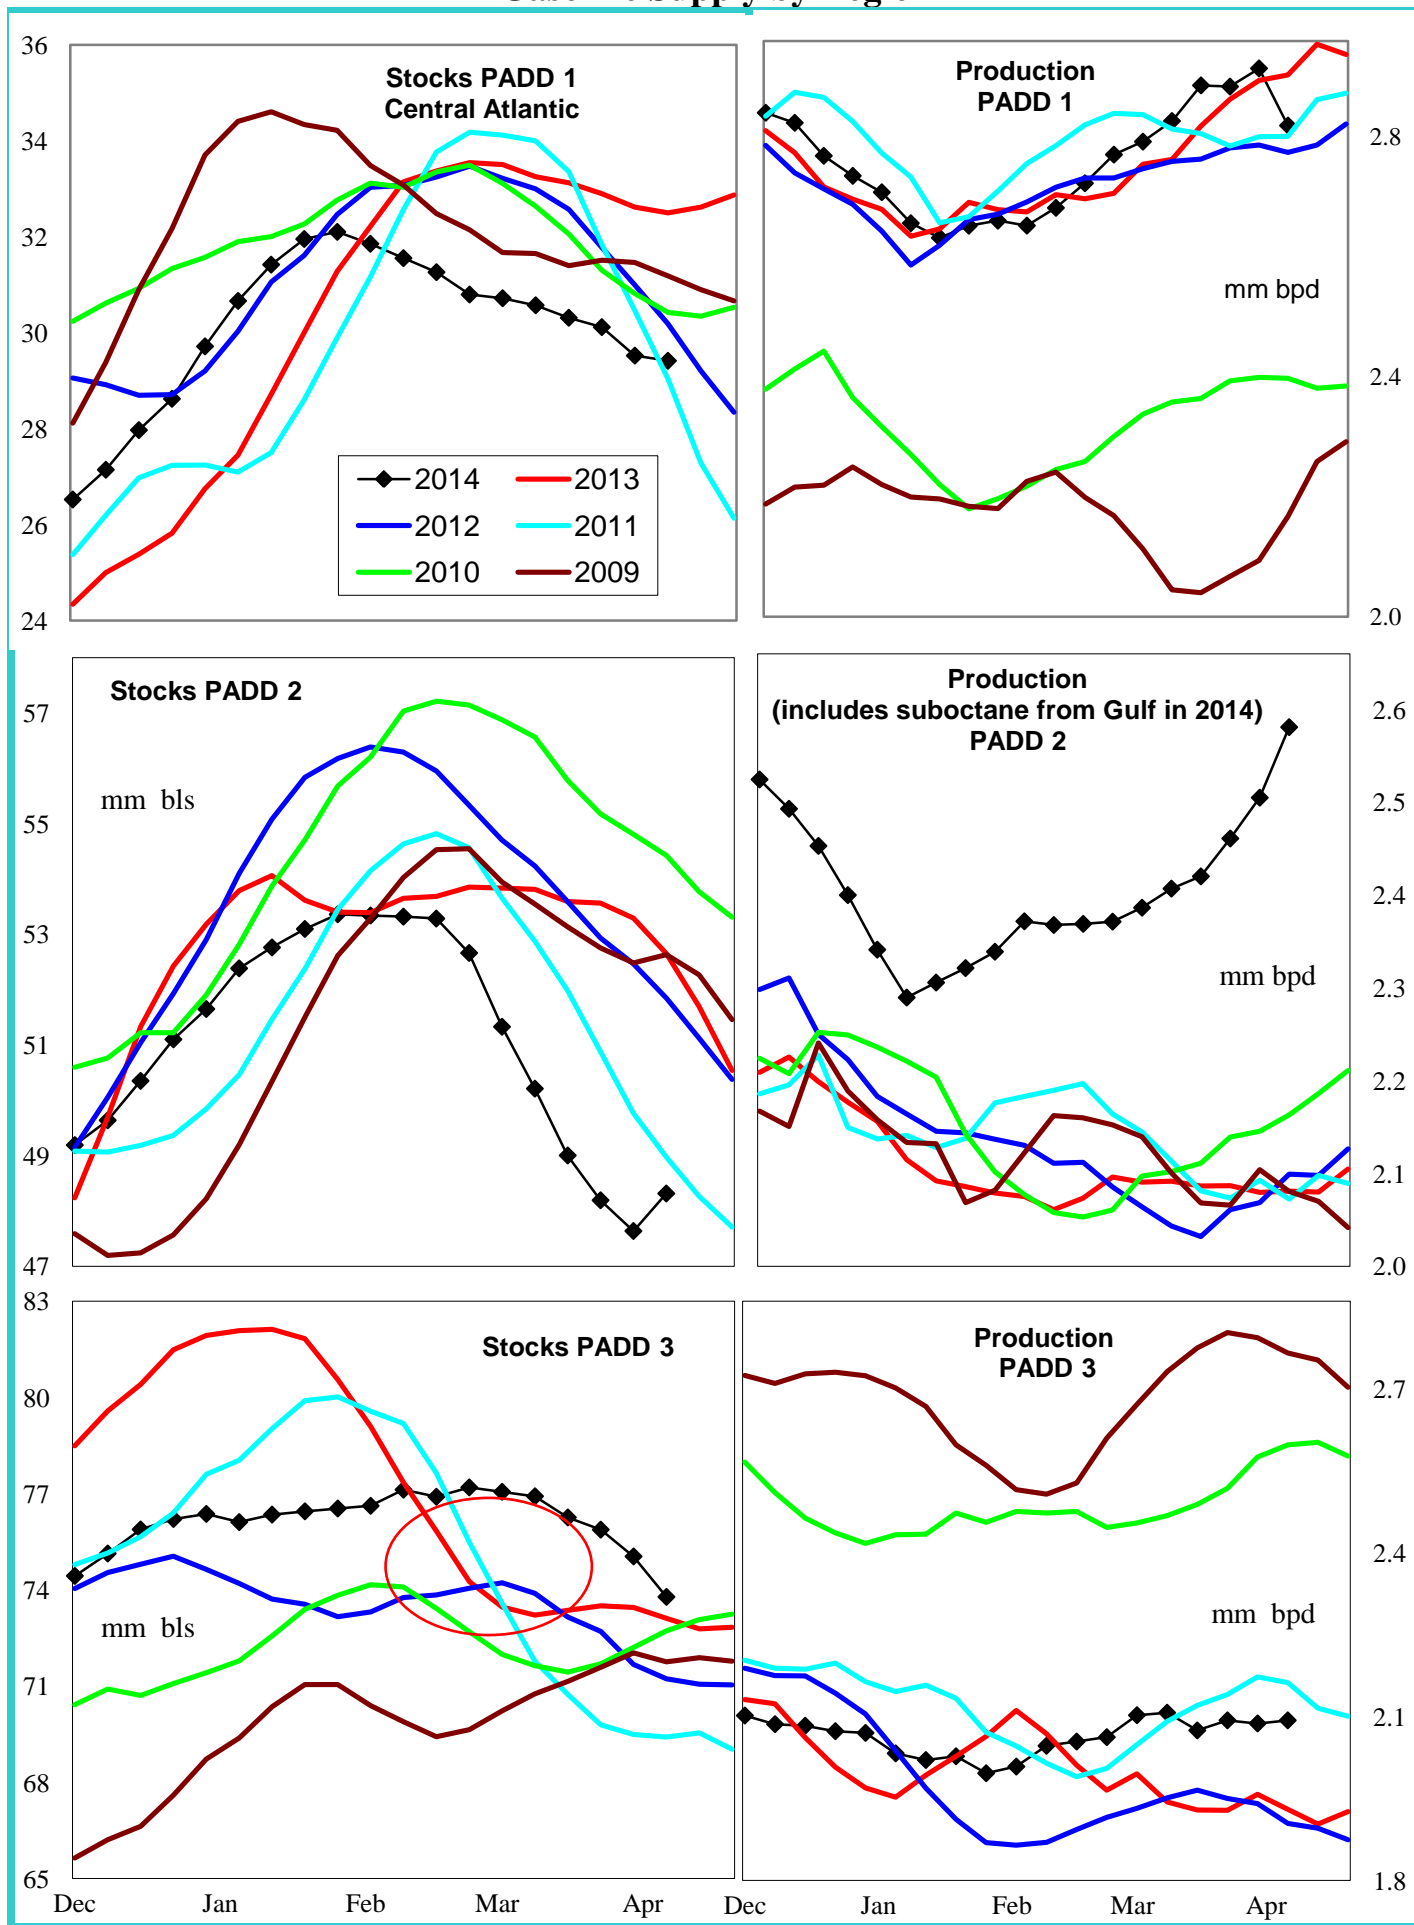 Supply by
36
34
32
30
28
26
24
Stocks PADD 1
Central Atlantic
2014
2013
2012
2011
2010
2009
Production
PADD 1
mm bpd
2.8
2.4
2.0
57
55
53
51
49
47
Stocks PADD 2
mm bls
Production
(includes suboctane from Gulf in 2014)
PADD 2
mm bpd
2.6
2.5
2.4
2.3
2.2
2.1
2.0
83
80
77
74
71
68
65
Stocks PADD 3
mm bls
Dec Jan Feb Mar Apr
Production
PADD 3
mm bpd
2.7
2.4
2.1
1.8
Dec Jan Feb Mar Apr